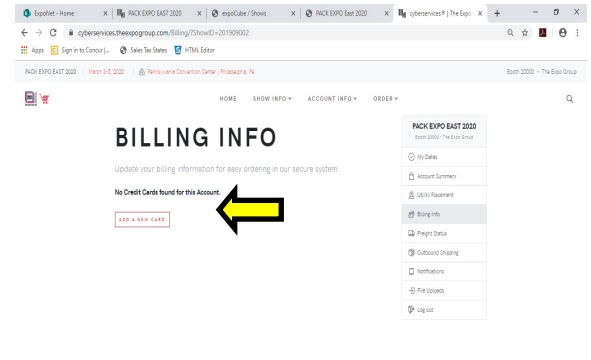 ExpoNet - Home
PACK EXPO EAST 2020
expoCube / Shows
PACK EXPO East 2020
cyberservices® | The Expo
cyberservices.theexpogroup.com/Billing/?ShowID=201909002
Apps
Sign in to Concur |...
Sales Tax States
HTML Editor
PACK EXPO EAST 2020 | March 3-5, 2020 | Pennsylvania Convention Center | Philadelphia, PA
Booth 20000 - The Expo Group
HOME SHOW INFO ACCOUNT INFO ORDER
BILLING INFO
Update your billing information for easy ordering in our secure system.
No Credit Cards found for this Account.
ADD A NEW CARD
PACK EXPO EAST 2020
Booth 20000 - The Expo Group
My Dates
Account Summary
Utility Placement
Billing Info
Freight Status
Outbound Shipping
Notifications
File Uploads
Log out